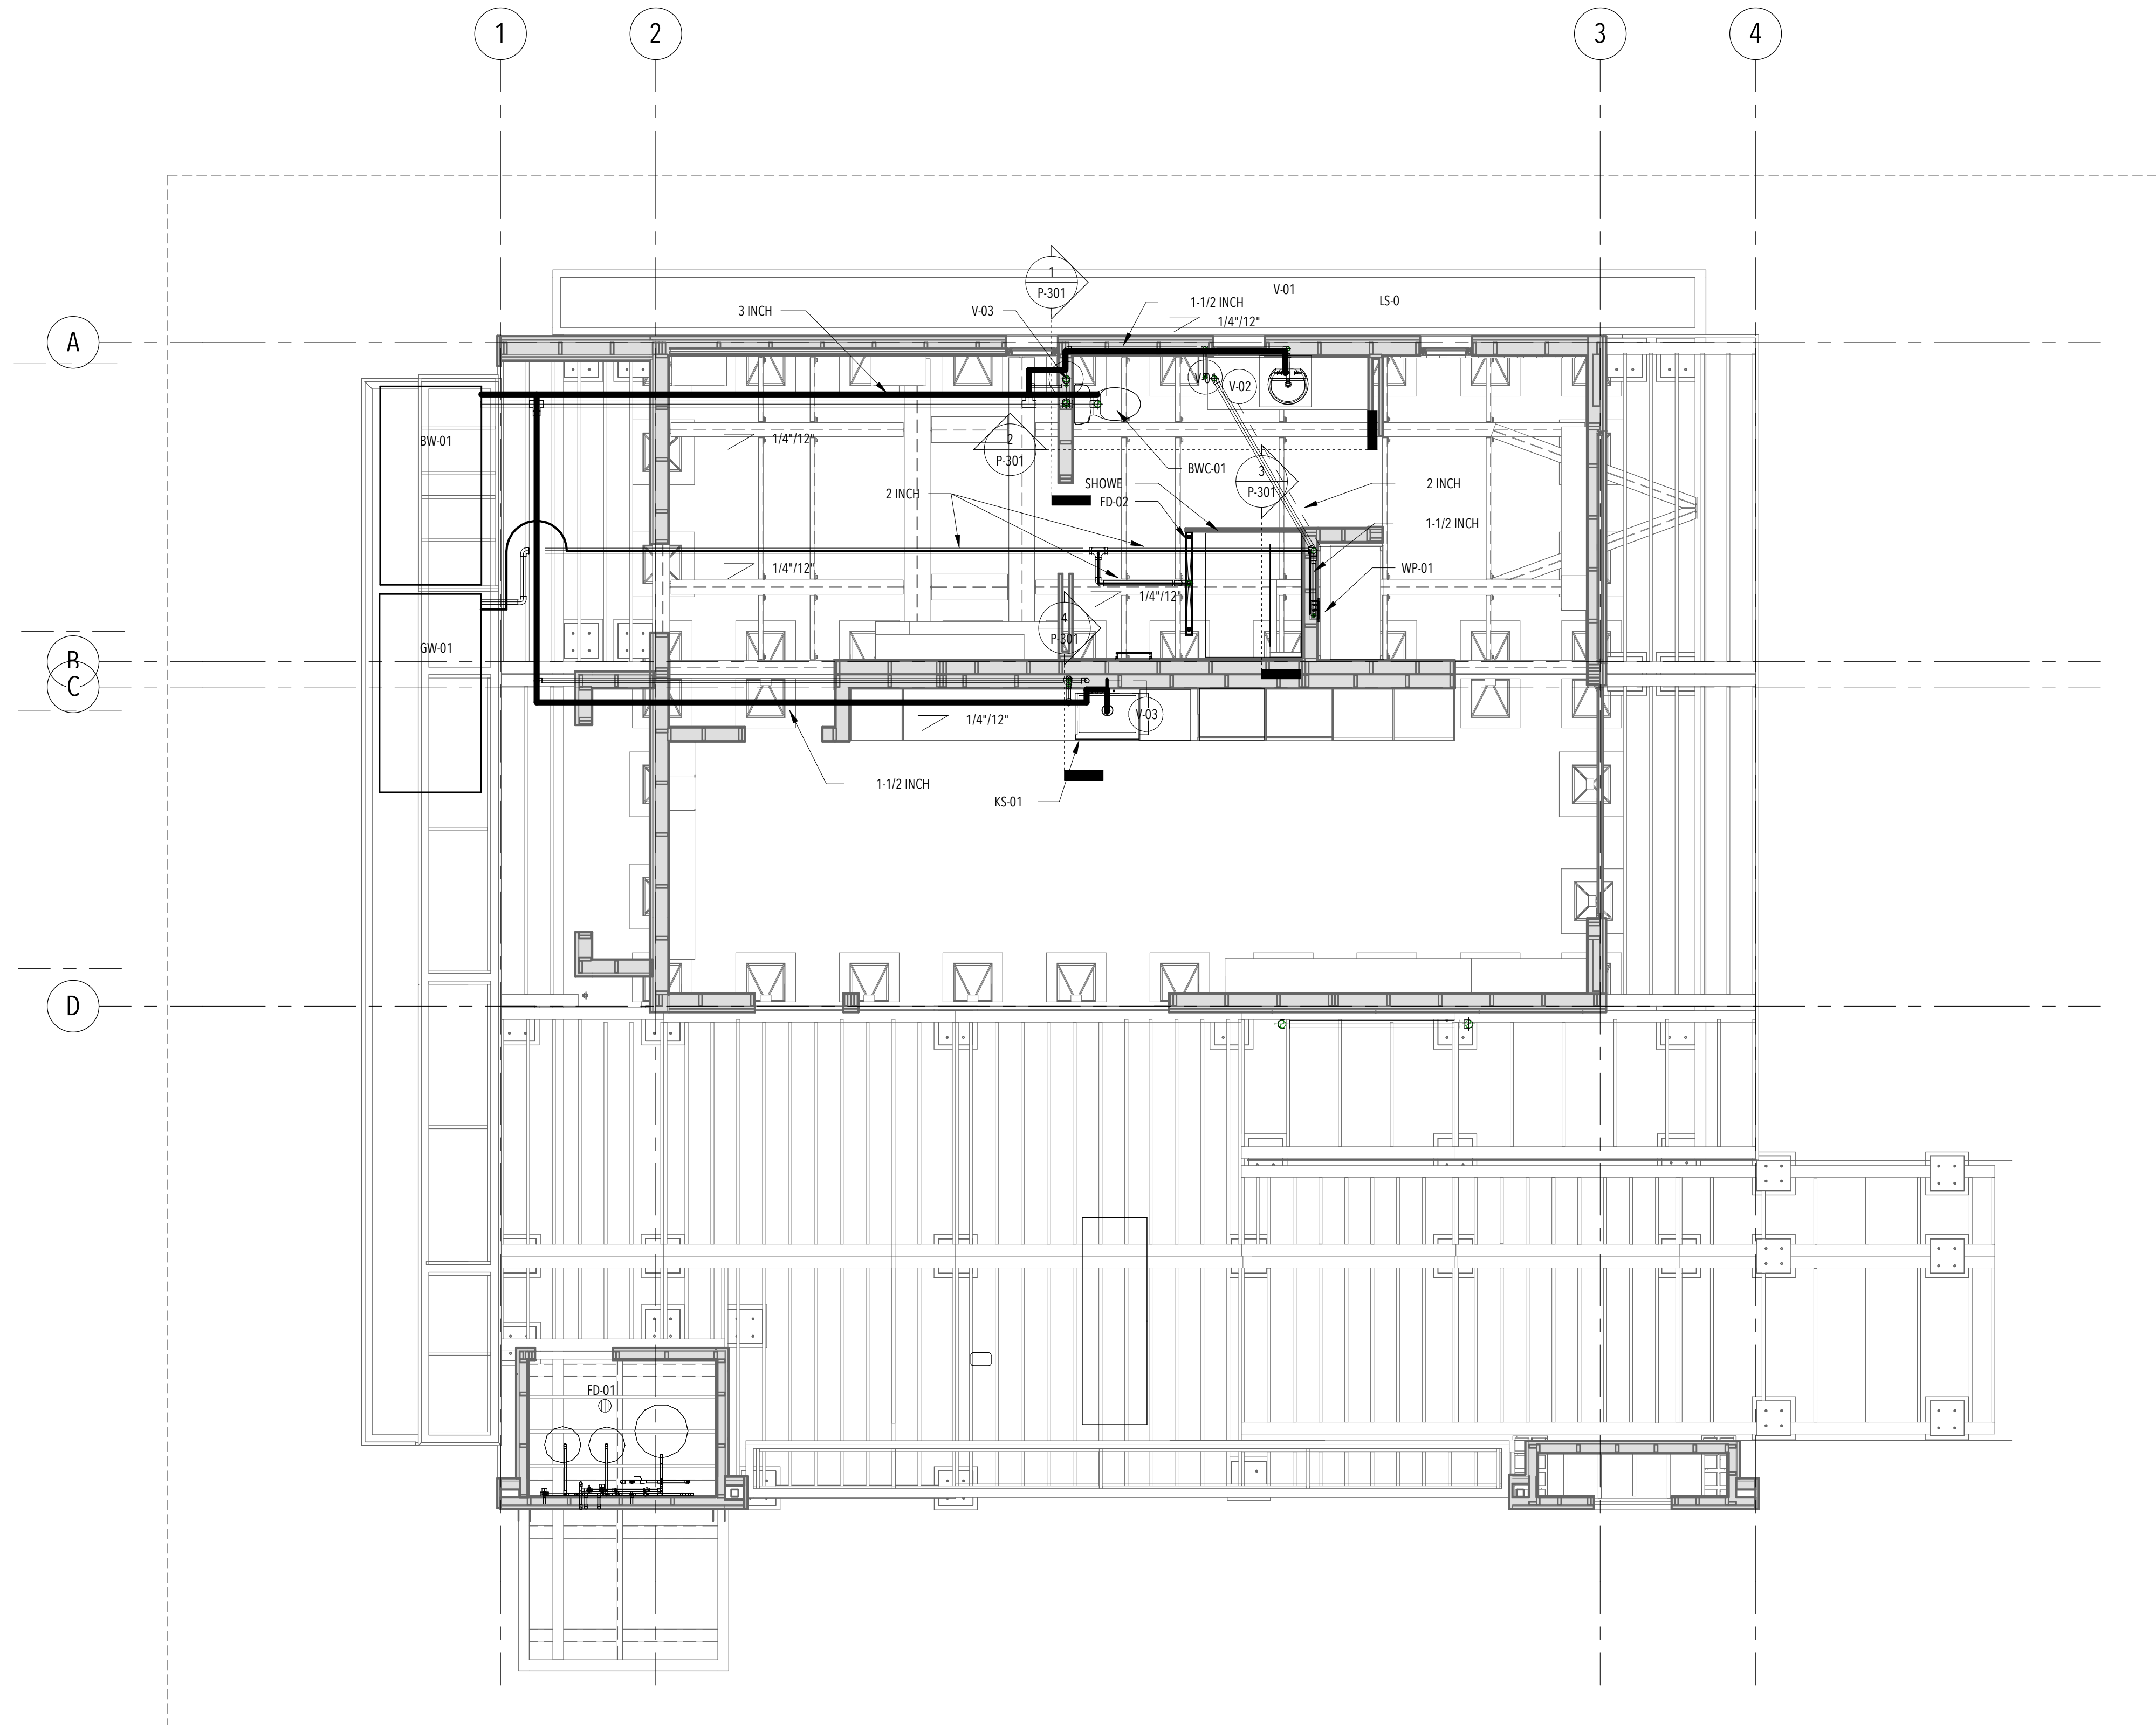 1
2
3
4
1
P-301
V-01
LS-0
3 INCH
V-03
1-1/2 INCH
1/4"/12"
A
V-02
BW-01
1/4"/12"
2
P-301
BWC-01
3
P-301
SHOWE
2 INCH
2 INCH
FD-02
1-1/2 INCH
1/4"/12"
WP-01
1/4"/12"
4
P-301
GW-01
B
C
V-03
1/4"/12"
1-1/2 INCH
KS-01
D
FD-01